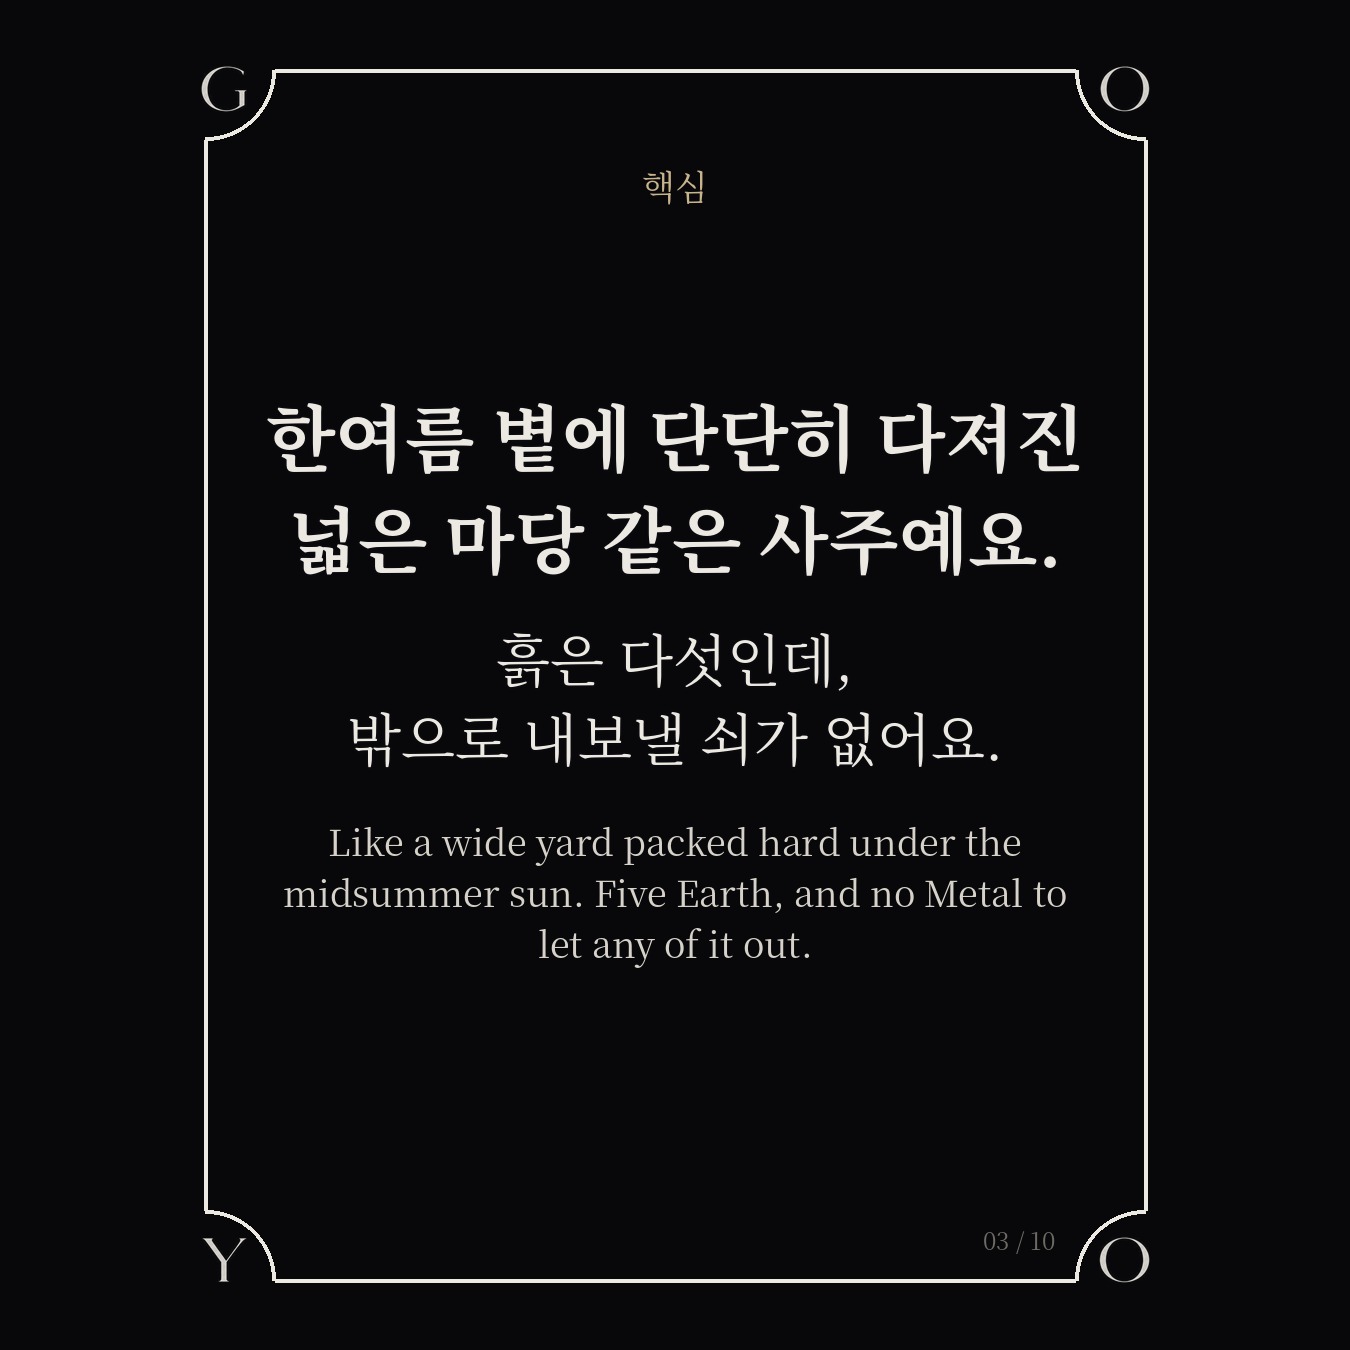 G O
핵심
한여름 볕에 단단히 다져진
넓은 마당 같은 사주예요.
흙은 다섯인데,
밖으로 내보낼 쇠가 없어요.
Like a wide yard packed hard under the
midsummer sun. Five Earth, and no Metal to
let any of it out.
03 / 10
Y O